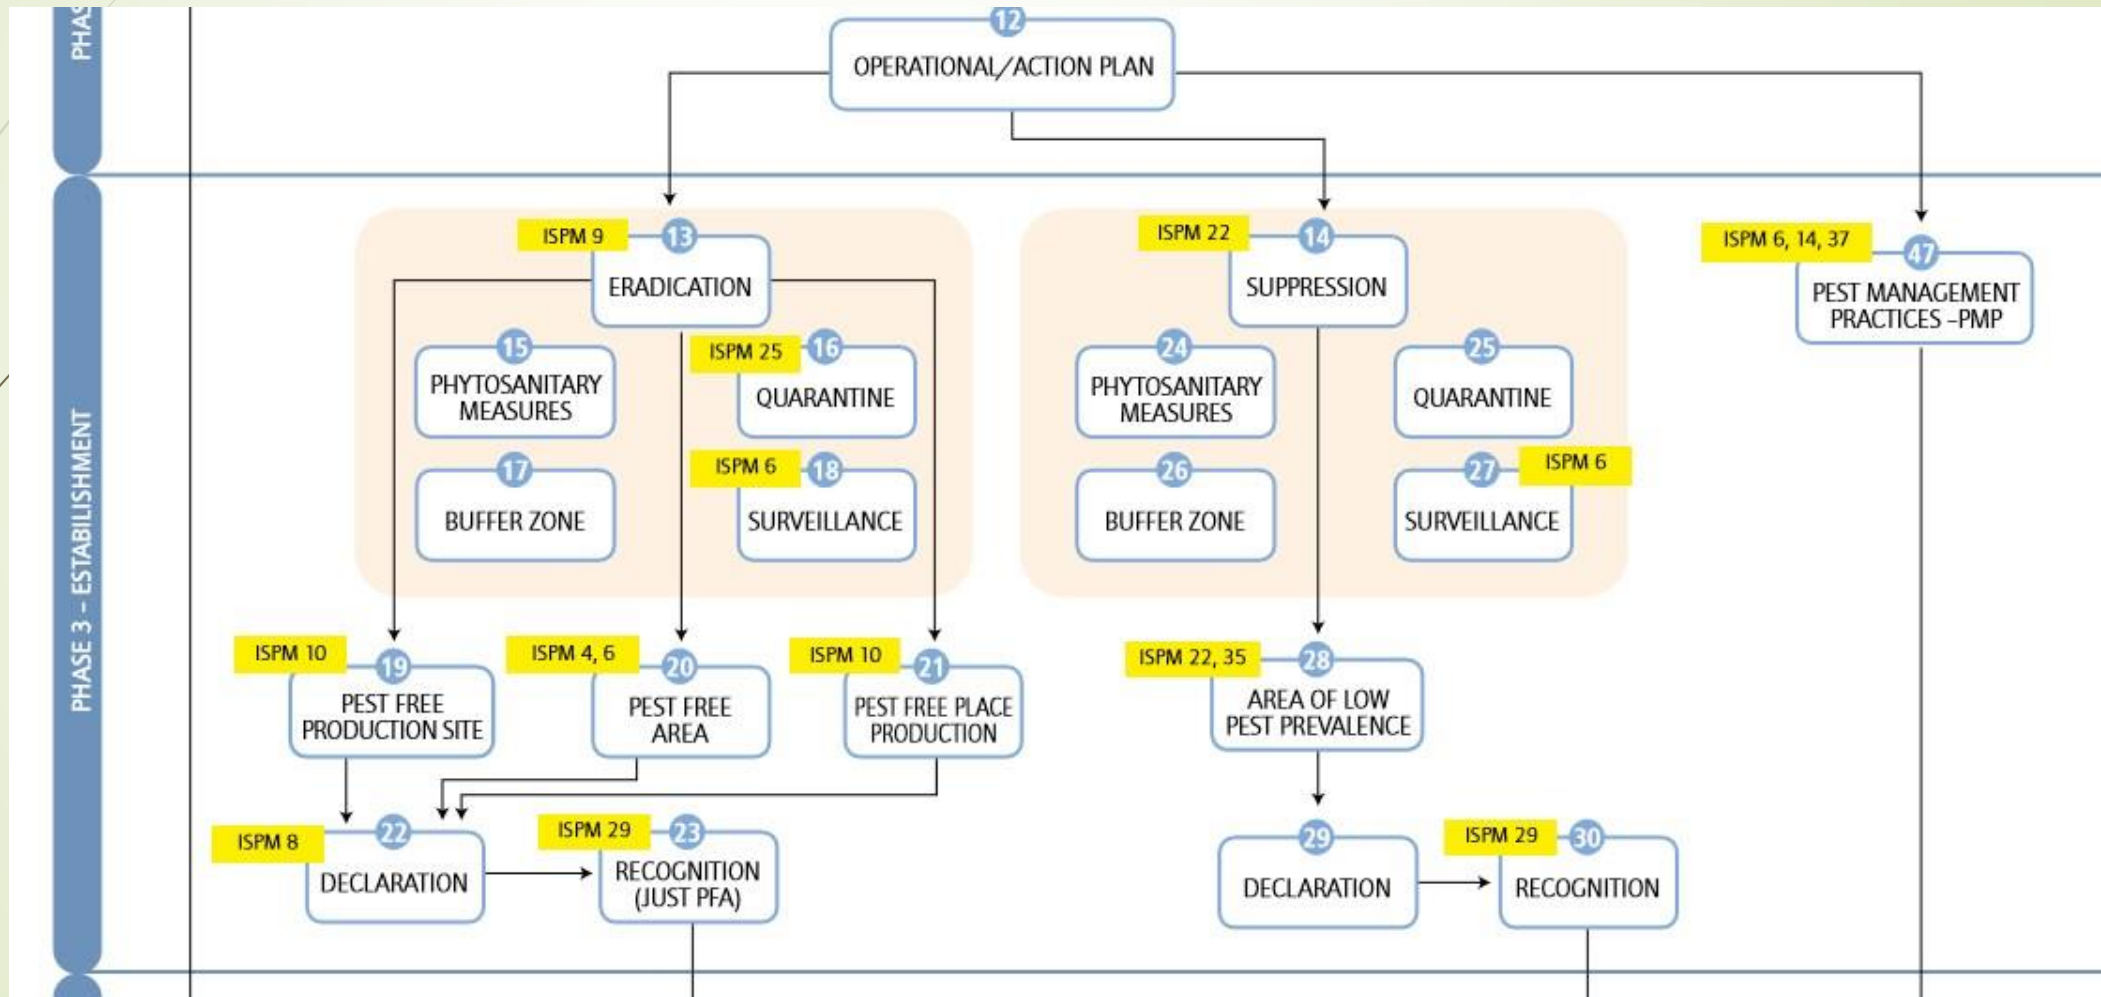 PHAS
12
OPERATIONAL/ACTION PLAN
PHASE 3 – ESTABILISHMENT
ISPM 9
13
ERADICATION
15
PHYTOSANITARY
MEASURES
ISPM 25
16
QUARANTINE
17
BUFFER ZONE
ISPM 6
18
SURVEILLANCE
ISPM 22
14
SUPPRESSION
24
PHYTOSANITARY
MEASURES
25
QUARANTINE
26
BUFFER ZONE
27
ISPM 6
SURVEILLANCE
ISPM 6, 14, 37
47
PEST MANAGEMENT
PRACTICES –PMP
ISPM 10
19
PEST FREE
PRODUCTION SITE
ISPM 4, 6
20
PEST FREE
AREA
ISPM 10
21
PEST FREE PLACE
PRODUCTION
ISPM 22, 35
28
AREA OF LOW
PEST PREVALENCE
ISPM 8
22
DECLARATION
ISPM 29
23
RECOGNITION
(JUST PFA)
29
DECLARATION
ISPM 29
30
RECOGNITION